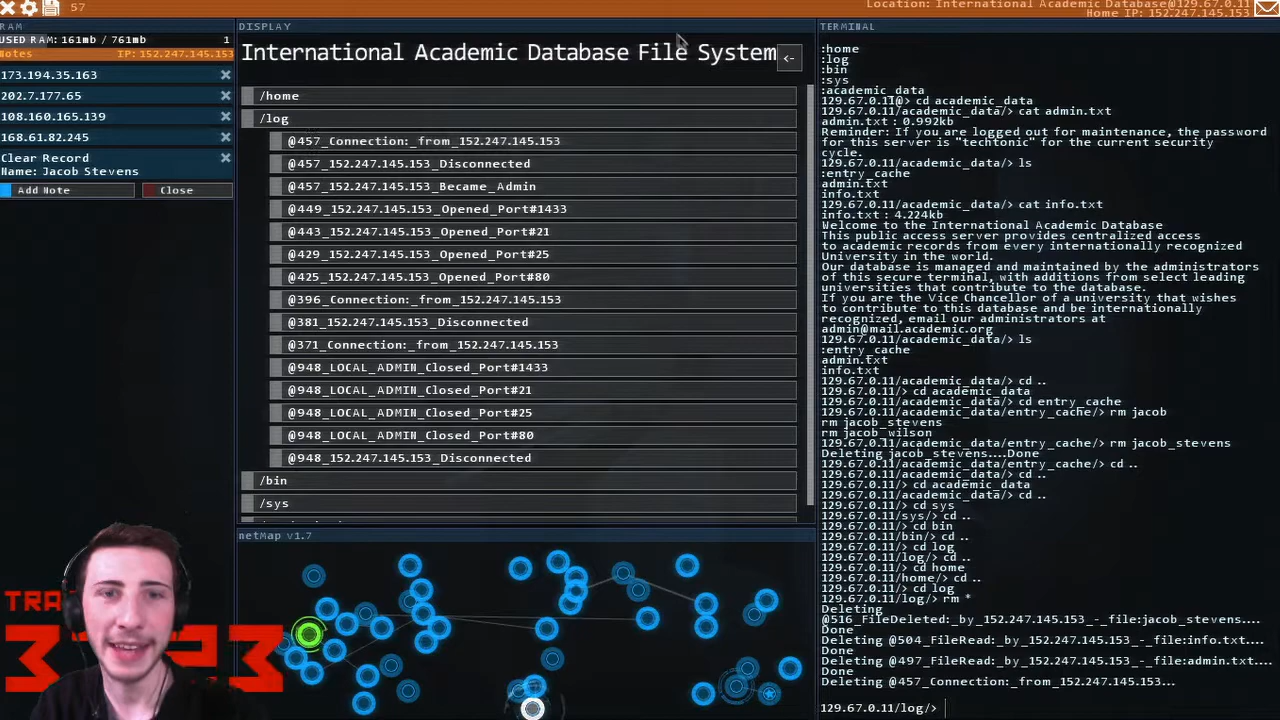 57
Location: International Academic Database@129.67.0.11
Home IP: 152.247.145.153
RAM
USED RAM: 161mb / 761mb
1
Notes
IP: 152.247.145.153
173.194.35.163
202.7.177.65
108.160.165.139
168.61.82.245
Clear Record
Name: Jacob Stevens
Add Note
Close
DISPLAY
International Academic Database File System
<-
/home
/log
@457_Connection:_from_152.247.145.153
@457_152.247.145.153_Disconnected
@457_152.247.145.153_Became_Admin
@449_152.247.145.153_Opened_Port#1433
@443_152.247.145.153_Opened_Port#21
@429_152.247.145.153_Opened_Port#25
@425_152.247.145.153_Opened_Port#80
@396_Connection:_from_152.247.145.153
@381_152.247.145.153_Disconnected
@371_Connection:_from_152.247.145.153
@948_LOCAL_ADMIN_Closed_Port#1433
@948_LOCAL_ADMIN_Closed_Port#21
@948_LOCAL_ADMIN_Closed_Port#25
@948_LOCAL_ADMIN_Closed_Port#80
@948_152.247.145.153_Disconnected
/bin
/sys
netMap v1.7
TRA
TERMINAL
:home
:log
:bin
:sys
:academic_data
129.67.0.11@> cd academic_data
129.67.0.11/academic_data/> cat admin.txt
admin.txt : 0.992kb
Reminder: If you are logged out for maintenance, the password
for this server is "techtonic" for the current security
cycle.
129.67.0.11/academic_data/> ls
:entry_cache
admin.txt
info.txt
129.67.0.11/academic_data/> cat info.txt
info.txt : 4.224kb
Welcome to the International Academic Database
This public access server provides centralized access
to academic records from every internationally recognized
University in the world.
Our database is managed and maintained by the administrators
of this secure terminal, with additions from select leading
universities that contribute to the database.
If you are the Vice Chancellor of a university that wishes
to contribute to this database and be internationally
recognized, email our administrators at
admin@mail.academic.org
129.67.0.11/academic_data/> ls
:entry_cache
admin.txt
info.txt
129.67.0.11/academic_data/> cd ..
129.67.0.11/> cd academic_data
129.67.0.11/academic_data/> cd entry_cache
129.67.0.11/academic_data/entry_cache/> rm jacob
rm jacob_stevens
rm jacob_wilson
129.67.0.11/academic_data/entry_cache/> rm jacob_stevens
Deleting jacob_stevens....Done
129.67.0.11/academic_data/entry_cache/> cd ..
129.67.0.11/academic_data/> cd ..
129.67.0.11/> cd academic_data
129.67.0.11/academic_data/> cd ..
129.67.0.11/> cd sys
129.67.0.11/sys/> cd ..
129.67.0.11/> cd bin
129.67.0.11/bin/> cd ..
129.67.0.11/> cd log
129.67.0.11/log/> cd ..
129.67.0.11/> cd home
129.67.0.11/home/> cd ..
129.67.0.11/> cd log
129.67.0.11/log/> rm *
Deleting
@516_FileDeleted:_by_152.247.145.153_-_file:jacob_stevens....
Done
Deleting @504_FileRead:_by_152.247.145.153_-_file:info.txt....
Done
Deleting @497_FileRead:_by_152.247.145.153_-_file:admin.txt....
Done
Deleting @457_Connection:_from_152.247.145.153...
129.67.0.11/log/>